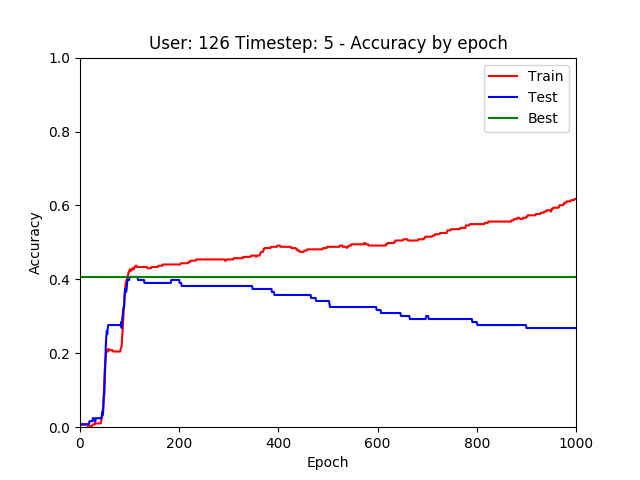 User: 126 Timestep: 5 - Accuracy by epoch
1.0
0.8
0.6
0.4
0.2
0.0
Accuracy
Train
Test
Best
0 200 400 600 800 1000
Epoch